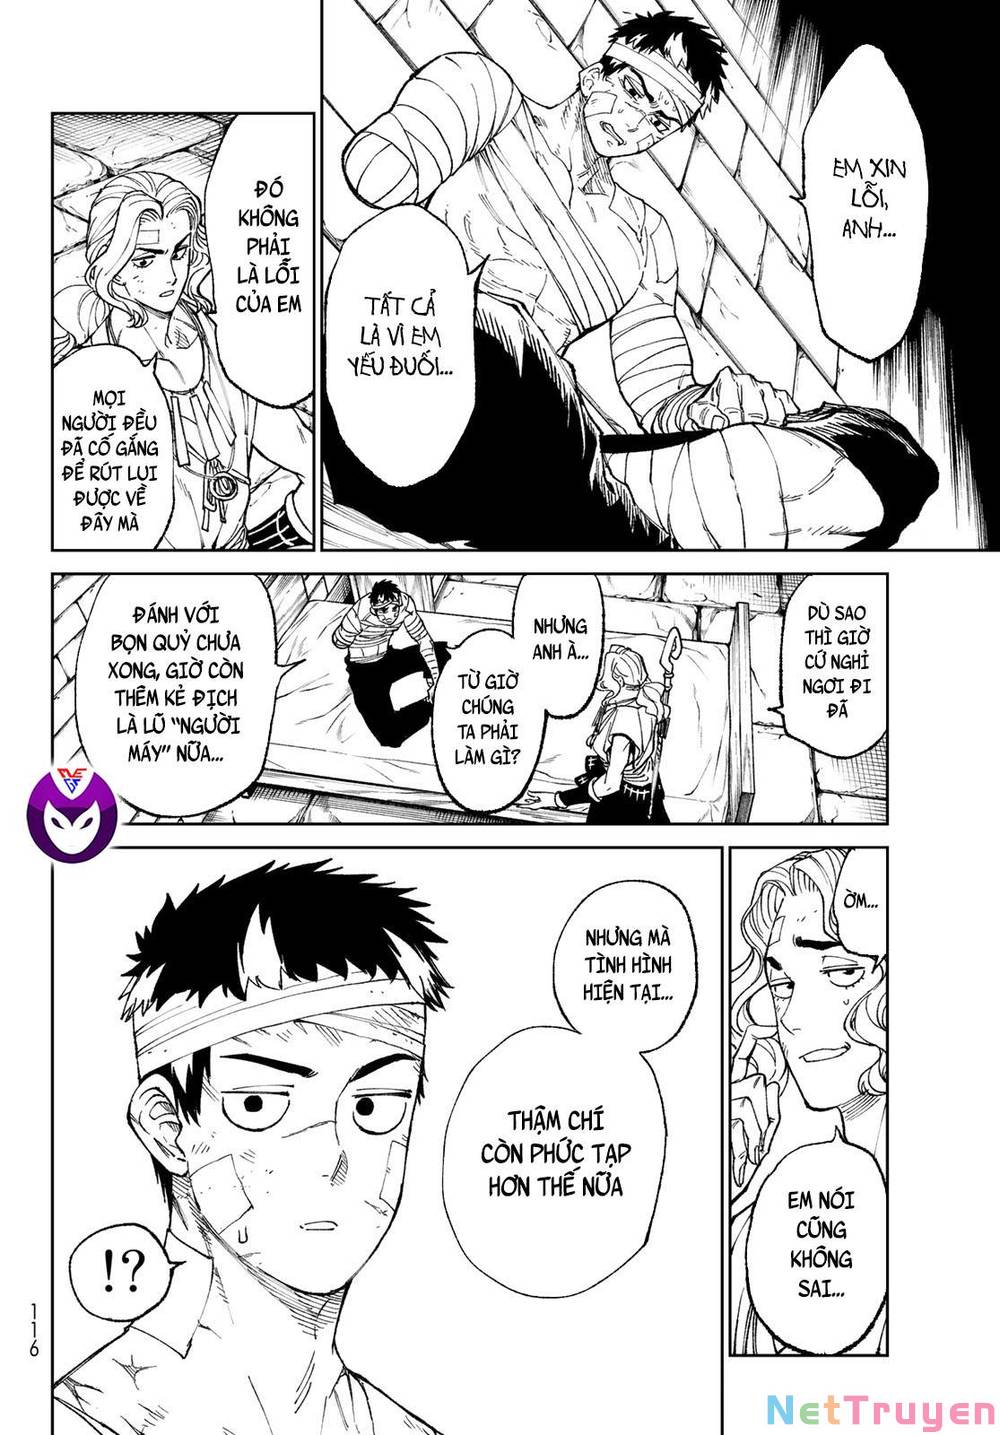 EM XIN
LỖI,
ANH...
TẤT CẢ
LÀ VÌ EM
YẾU ĐUỐI...
ĐÓ
KHÔNG
PHẢI
LÀ LỖI
CỦA EM
MỌI
NGƯỜI ĐỀU
ĐÃ CỐ GẮNG
ĐỂ RÚT LUI
ĐƯỢC VỀ
ĐÂY MÀ
DÙ SAO
THÌ GIỜ
CỨ NGHỈ
NGƠI ĐI
ĐÃ
NHƯNG
ANH À...
TỪ GIỜ
CHÚNG
TA PHẢI
LÀM GÌ?
ĐÁNH VỚI
BỌN QUỶ CHƯA
XONG, GIỜ CÒN
THÊM KẺ ĐỊCH
LÀ LŨ “NGƯỜI
MÁY” NỮA...
ỜM...
EM NÓI
CŨNG
KHÔNG
SAI...
NHƯNG MÀ
TÌNH HÌNH
HIỆN TẠI...
THẬM CHÍ
CÒN PHỨC TẠP
HƠN THẾ NỮA
!?
116
NetTruyen